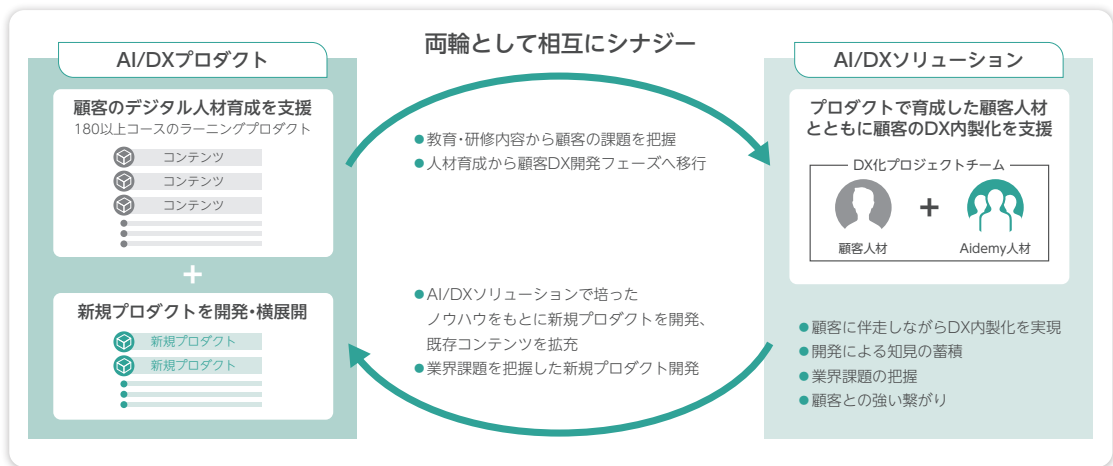 両輪として相互にシナジー
AI/DXプロダクト
顧客のデジタル人材育成を支援
180以上コースのラーニングプロダクト
コンテンツ
コンテンツ
コンテンツ
+
新規プロダクトを開発・横展開
新規プロダクト
新規プロダクト
●教育・研修内容から顧客の課題を把握
●人材育成から顧客DX開発フェーズへ移行
●AI/DXソリューションで培った
ノウハウをもとに新規プロダクトを開発、
既存コンテンツを拡充
●業界課題を把握した新規プロダクト開発
AI/DXソリューション
プロダクトで育成した顧客人材
とともに顧客のDX内製化を支援
DX化プロジェクトチーム
+
顧客人材
Aidemy人材
●顧客に伴走しながらDX内製化を実現
●開発による知見の蓄積
●業界課題の把握
●顧客との強い繋がり